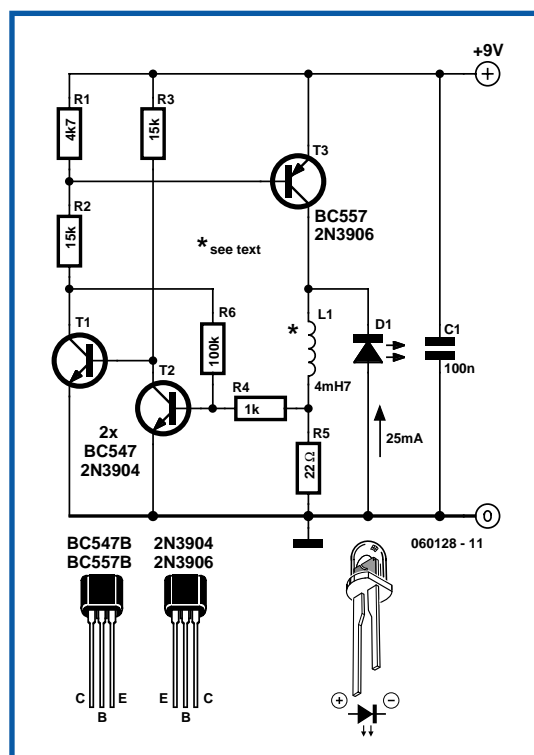 +9V
R1
4k7
R3
15k
T3
BC557
2N3906
R2
15k
* see text
T1
R6
100k
T2
R4
1k
*
L1
4mH7
D1
C1
100n
2x
BC547
2N3904
R5
22Ω
25mA
0
060128 - 11
BC547B
BC557B
2N3904
2N3906
C
B
E
E
B
C